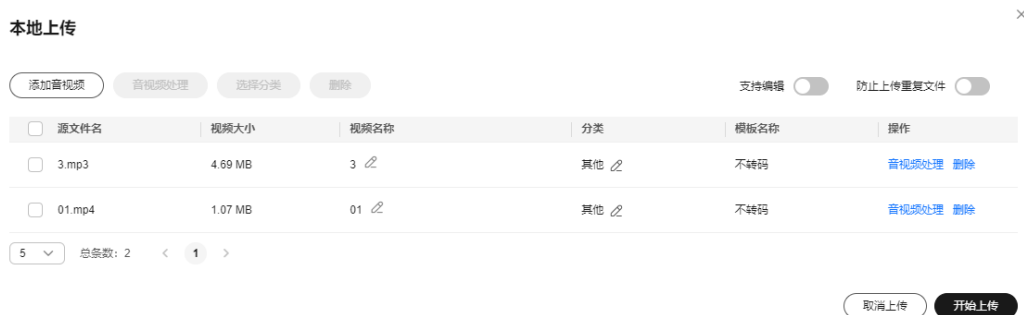 本地上传
添加音视频 音视频处理 选择分类 删除 支持编辑 防止上传重复文件
源文件名 视频大小 视频名称 分类 模板名称 操作
3.mp3 4.69 MB 3 其他 不转码 音视频处理 删除
01.mp4 1.07 MB 01 其他 不转码 音视频处理 删除
5 总条数: 2 < 1 >
取消上传 开始上传